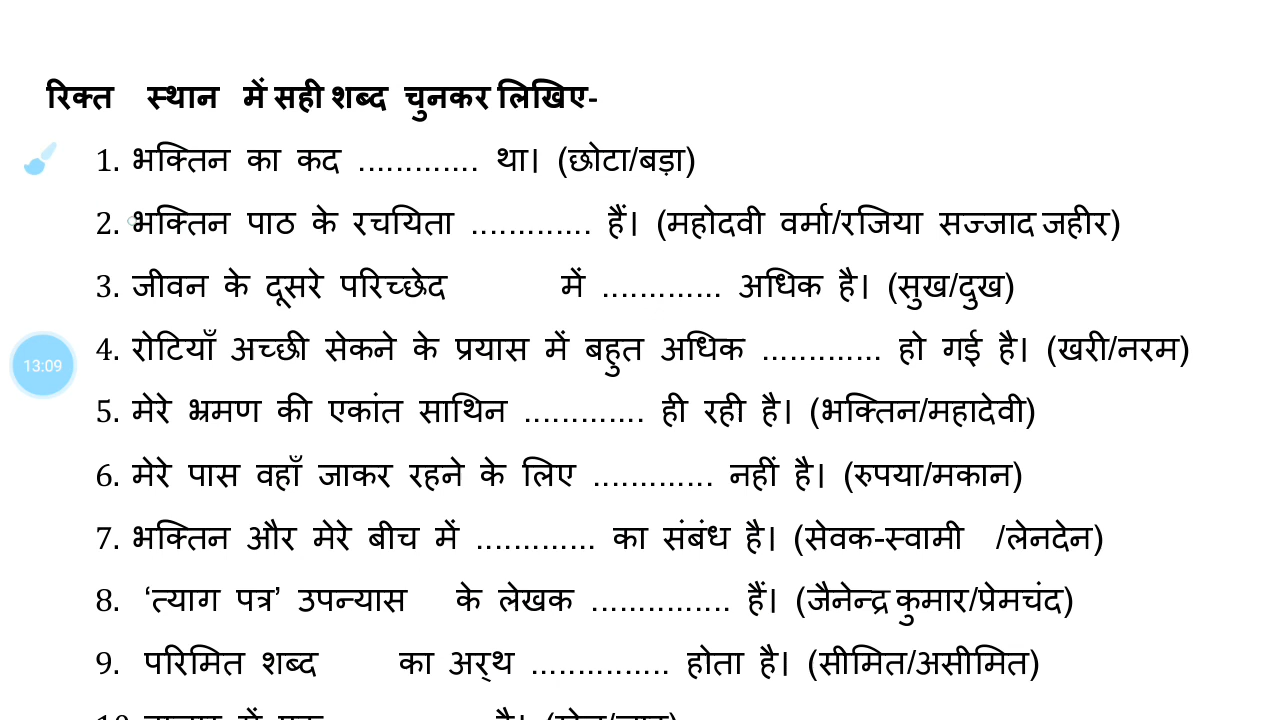 रिक्त स्थान में सही शब्द चुनकर लिखिए-
1. भक्तिन का कद ............. था। (छोटा/बड़ा)
2. भक्तिन पाठ के रचयिता ............. हैं। (महोदवी वर्मा/रजिया सज्जाद जहीर)
3. जीवन के दूसरे परिच्छेद में ............. अधिक है। (सुख/दुख)
13:09
4. रोटियाँ अच्छी सेकने के प्रयास में बहुत अधिक ............. हो गई है। (खरी/नरम)
5. मेरे भ्रमण की एकांत साथिन ............. ही रही है। (भक्तिन/महादेवी)
6. मेरे पास वहाँ जाकर रहने के लिए ............. नहीं है। (रुपया/मकान)
7. भक्तिन और मेरे बीच में ............. का संबंध है। (सेवक-स्वामी /लेनदेन)
8. ‘त्याग पत्र’ उपन्यास के लेखक ............... हैं। (जैनेन्द्र कुमार/प्रेमचंद)
9. परिमित शब्द का अर्‌थ ............... होता है। (सीमित/असीमित)